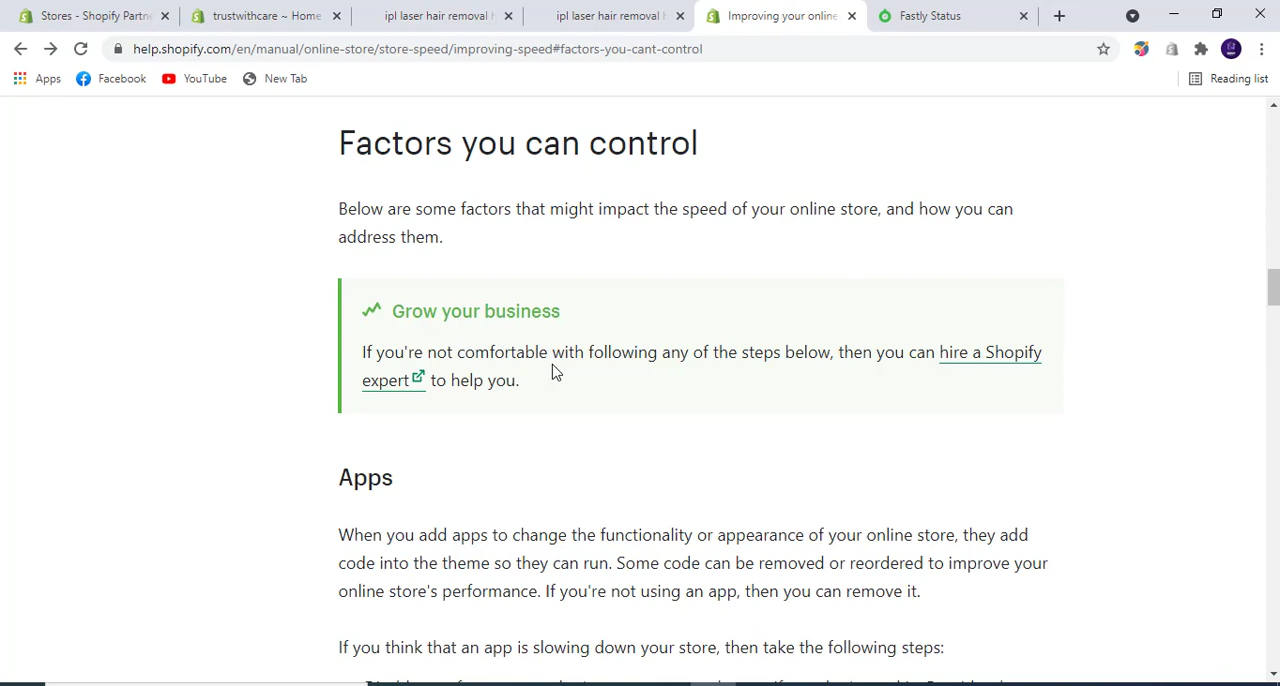 Stores - Shopify Partn
trustwithcare ~ Home
ipl laser hair removal h
ipl laser hair removal
Improving your online
Fastly Status
help.shopify.com/en/manual/online-store/store-speed/improving-speed#factors-you-cant-control
Apps
Facebook
YouTube
New Tab
Reading list
Factors you can control
Below are some factors that might impact the speed of your online store, and how you can
address them.
Grow your business
If you're not comfortable with following any of the steps below, then you can hire a Shopify
expert to help you.
Apps
When you add apps to change the functionality or appearance of your online store, they add
code into the theme so they can run. Some code can be removed or reordered to improve your
online store's performance. If you're not using an app, then you can remove it.
If you think that an app is slowing down your store, then take the following steps: